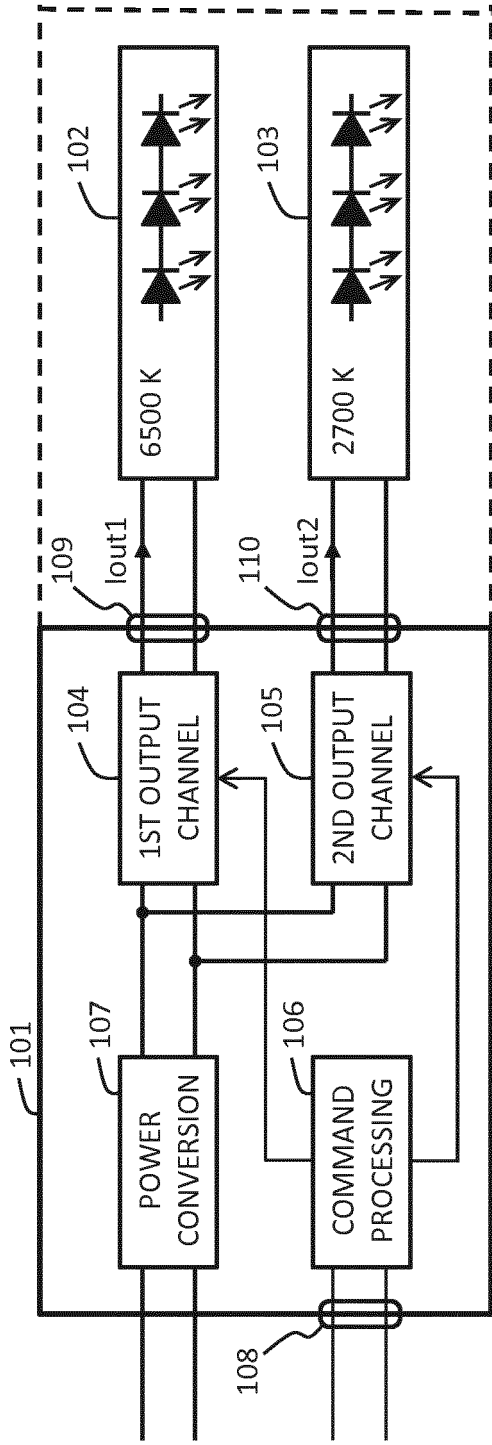 101
107
104
109
102
POWER
CONVERSION
1ST OUTPUT
CHANNEL
Iout1
6500 K
106
105
110
103
COMMAND
PROCESSING
2ND OUTPUT
CHANNEL
Iout2
2700 K
108